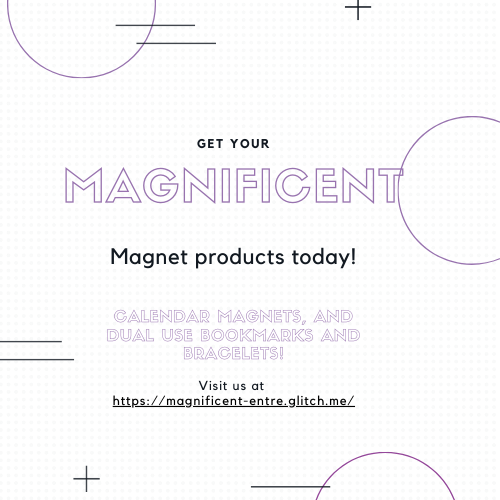 GET YOUR
MAGNIFICENT
Magnet products today!
CALENDAR MAGNETS, AND
DUAL USE BOOKMARKS AND
BRACELETS!
Visit us at
https://magnificent-entre.glitch.me/